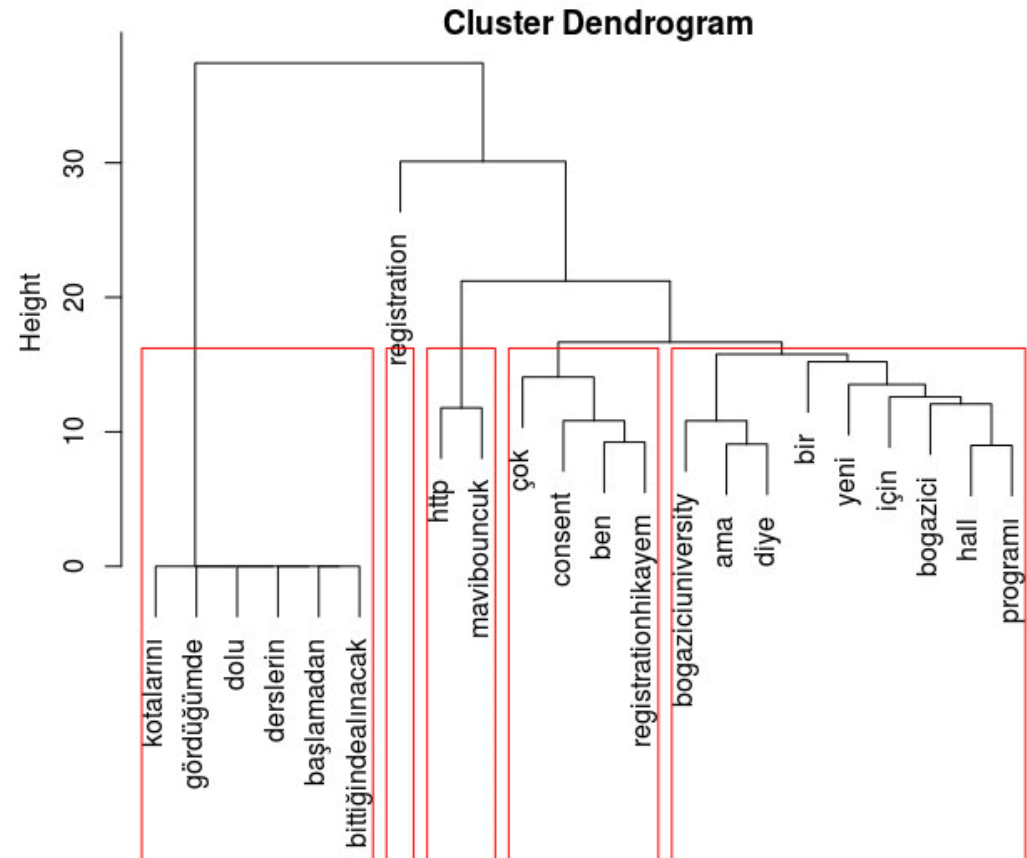 Cluster Dendrogram
Height
30
20
10
0
kotalarını
gördüğümde
dolu
derslerin
başlamadan
bittiğindealınacak
registration
http
mavibouncuk
çok
consent
ben
registrationhikayem
bogaziciuniversity
ama
diye
bir
yeni
için
bogazici
hall
programı